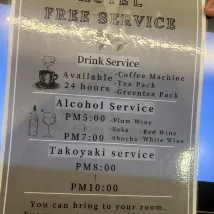 HOTEL
FREE SERVICE
Drink Service
Available
24 hours
-Coffee Machine
-Tea Pack
Greentea Pack
Alcohol Service
PM5:00
PM7:00
-Plum Wine
-Sake -Red Wine
-Shochu -White Wine
Takoyaki service
PM8:00
PM10:00
You can bring to your room.